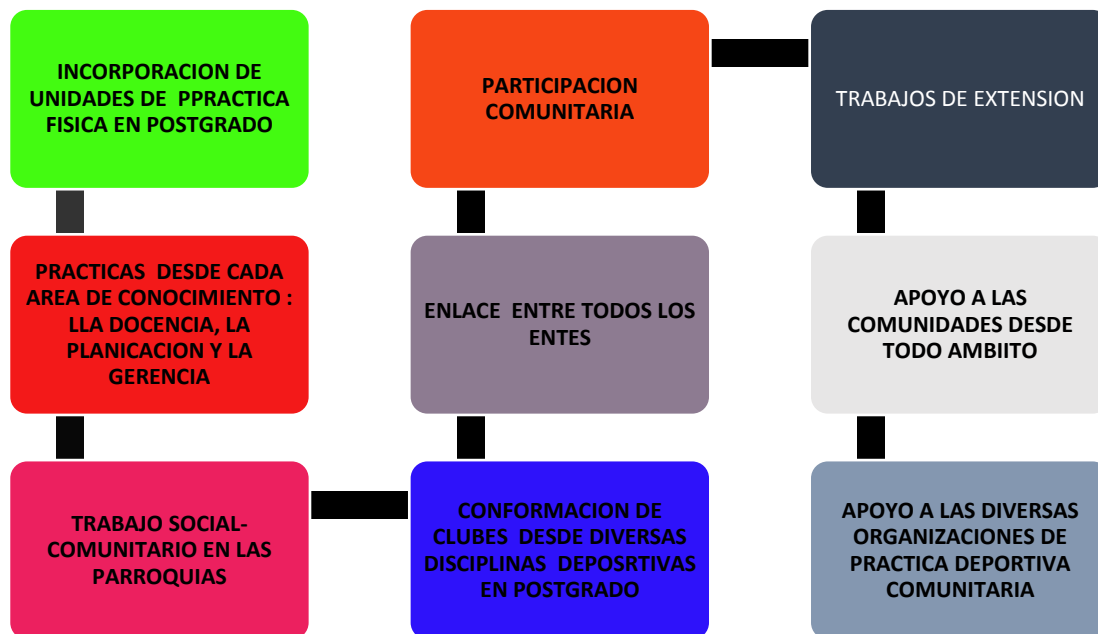 INCORPORACION DE
UNIDADES DE PPRACTICA
FISICA EN POSTGRADO
PRACTICAS DESDE CADA
AREA DE CONOCIMIENTO :
LLA DOCENCIA, LA
PLANICACION Y LA
GERENCIA
TRABAJO SOCIAL-
COMUNITARIO EN LAS
PARROQUIAS
CONFORMACION DE
CLUBES DESDE DIVERSAS
DISCIPLINAS DEPOSRTIVAS
EN POSTGRADO
ENLACE ENTRE TODOS LOS
ENTES
PARTICIPACION
COMUNITARIA
TRABAJOS DE EXTENSION
APOYO A LAS
COMUNIDADES DESDE
TODO AMBIITO
APOYO A LAS DIVERSAS
ORGANIZACIONES DE
PRACTICA DEPORTIVA
COMUNITARIA